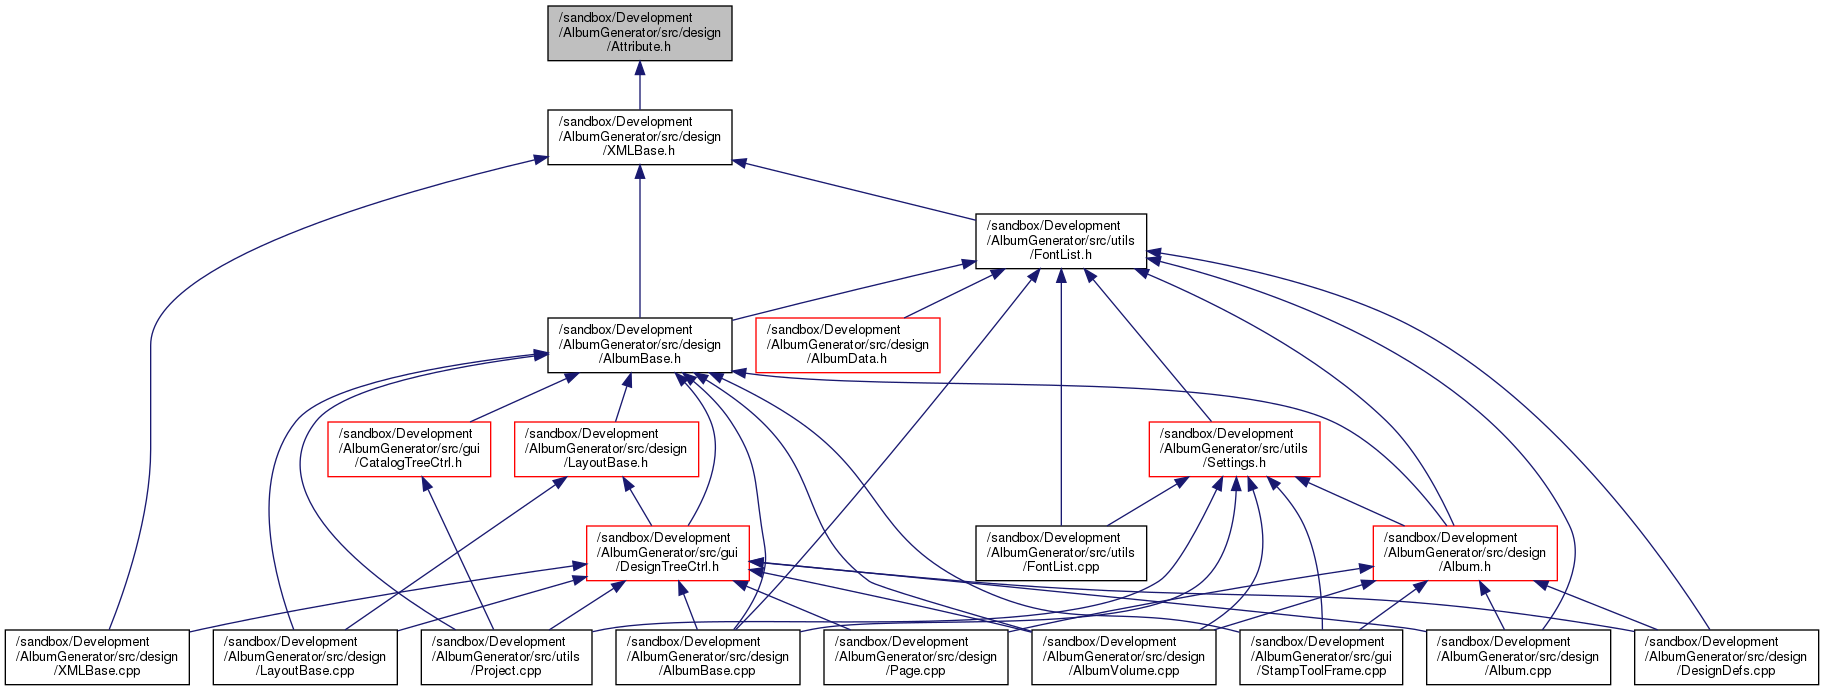 /sandbox/Development
/AlbumGenerator/src/design
/Attribute.h
/sandbox/Development
/AlbumGenerator/src/design
/XMLBase.h
/sandbox/Development
/AlbumGenerator/src/utils
/FontList.h
/sandbox/Development
/AlbumGenerator/src/design
/AlbumBase.h
/sandbox/Development
/AlbumGenerator/src/design
/AlbumData.h
/sandbox/Development
/AlbumGenerator/src/gui
/CatalogTreeCtrl.h
/sandbox/Development
/AlbumGenerator/src/design
/LayoutBase.h
/sandbox/Development
/AlbumGenerator/src/utils
/Settings.h
/sandbox/Development
/AlbumGenerator/src/gui
/DesignTreeCtrl.h
/sandbox/Development
/AlbumGenerator/src/utils
/FontList.cpp
/sandbox/Development
/AlbumGenerator/src/design
/Album.h
/sandbox/Development
/AlbumGenerator/src/design
/XMLBase.cpp
/sandbox/Development
/AlbumGenerator/src/design
/LayoutBase.cpp
/sandbox/Development
/AlbumGenerator/src/utils
/Project.cpp
/sandbox/Development
/AlbumGenerator/src/design
/AlbumBase.cpp
/sandbox/Development
/AlbumGenerator/src/design
/Page.cpp
/sandbox/Development
/AlbumGenerator/src/design
/AlbumVolume.cpp
/sandbox/Development
/AlbumGenerator/src/gui
/StampToolFrame.cpp
/sandbox/Development
/AlbumGenerator/src/design
/Album.cpp
/sandbox/Development
/AlbumGenerator/src/design
/DesignDefs.cpp